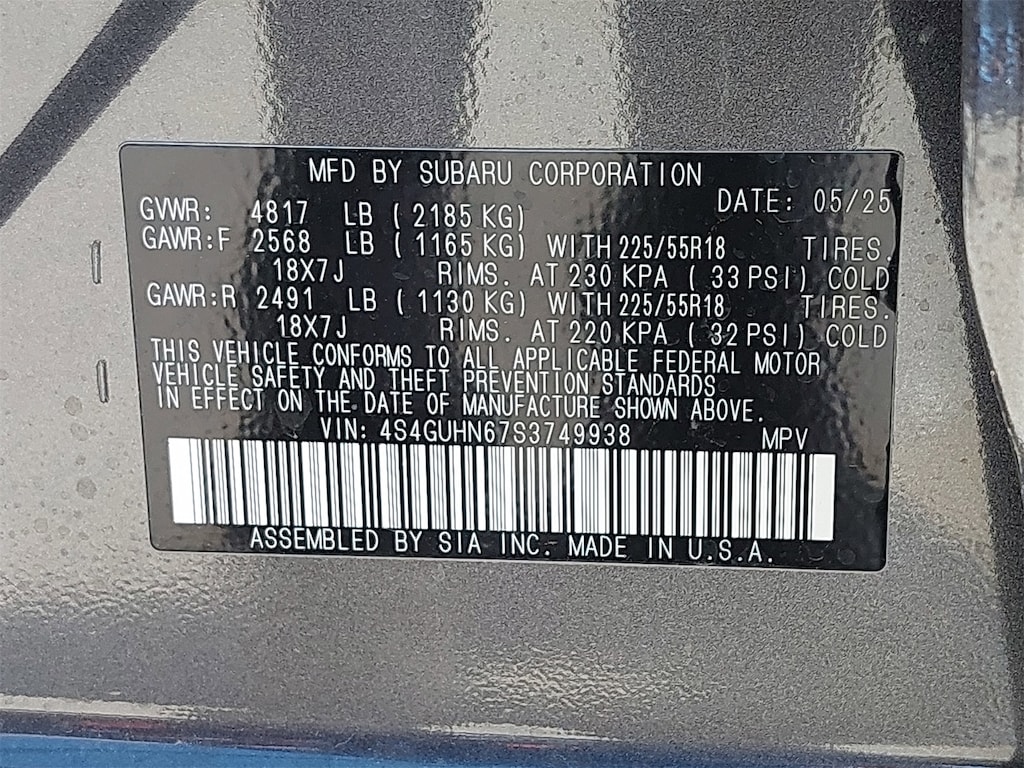 MFD BY SUBARU CORPORATION
DATE: 05/25
GVWR: 4817 LB ( 2185 KG)
GAWR:F 2568 LB ( 1165 KG) WITH 225/55R18 TIRES.
18X7J RIMS. AT 230 KPA ( 33 PSI) COLD
GAWR:R 2491 LB ( 1130 KG) WITH 225/55R18 TIRES.
18X7J RIMS. AT 220 KPA ( 32 PSI) COLD
THIS VEHICLE CONFORMS TO ALL APPLICABLE FEDERAL MOTOR
VEHICLE SAFETY AND THEFT PREVENTION STANDARDS
IN EFFECT ON THE DATE OF MANUFACTURE SHOWN ABOVE.
VIN: 4S4GUHN67S3749938 MPV
ASSEMBLED BY SIA INC. MADE IN U.S.A.